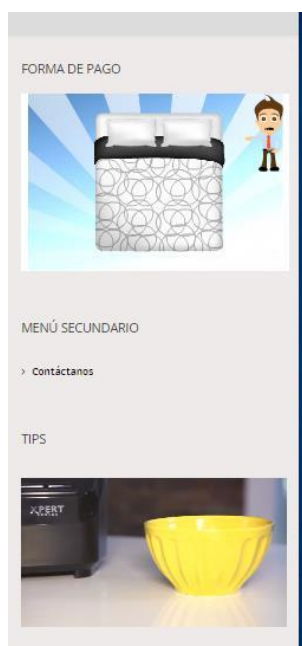 FORMA DE PAGO
MENÚ SECUNDARIO
› Contáctanos
TIPS
XPERT